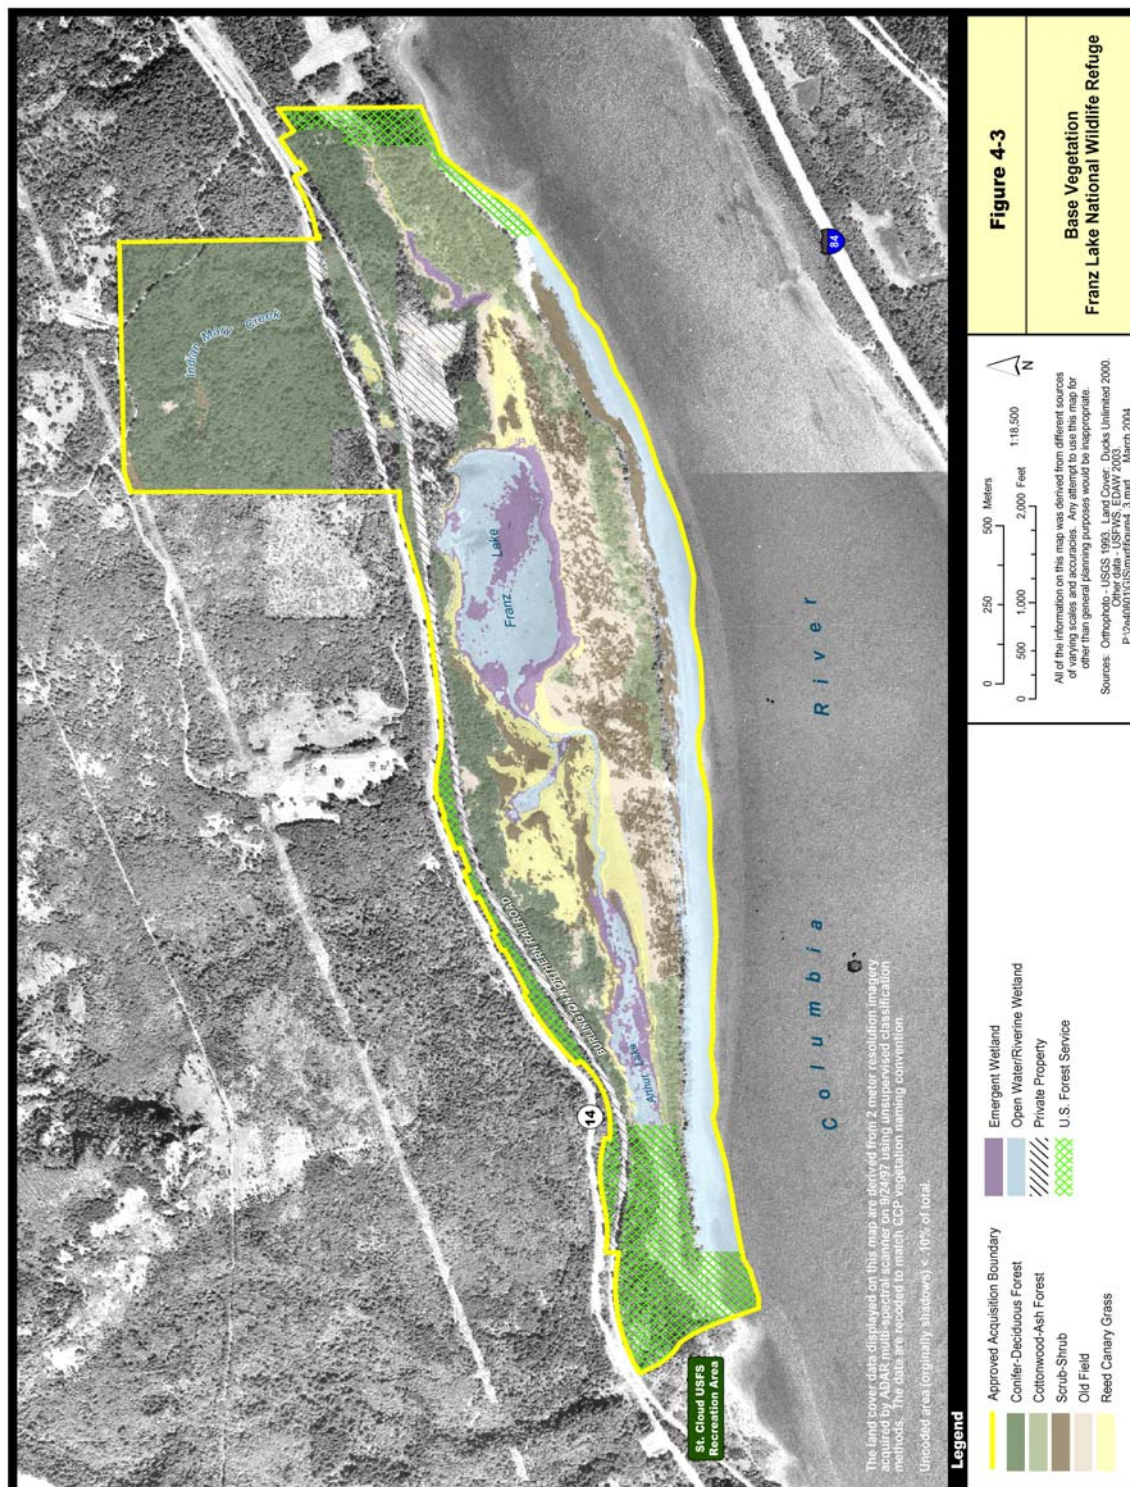 Indian Mary Creek
Franz Lake
Arthur Lake
BURLINGTON NORTHERN RAILROAD
14
84
Columbia River
St. Cloud USFS
Recreation Area
The land cover data displayed on this map are derived from 2 meter resolution imagery
acquired by ADAR multi-spectral scanner on 9/24/97 using unsupervised classification
methods. The data are recoded to match CCP vegetation naming convention.
Uncoded area (originally shadows) < 10% of total.
Legend
Approved Acquisition Boundary
Conifer-Deciduous Forest
Cottonwood-Ash Forest
Scrub-Shrub
Old Field
Reed Canary Grass
Emergent Wetland
Open Water/Riverine Wetland
Private Property
U.S. Forest Service
0 250 500 Meters
0 500 1,000 2,000 Feet
1:18,500
N
All of the information on this map was derived from different sources
of varying scales and accuracies. Any attempt to use this map for
other than general planning purposes would be inappropriate.
Sources: Orthophoto - USGS 1993, Land Cover: Ducks Unlimited 2000.
Other data - USFWS, EDAW 2003.
March 2004
Figure 4-3
Base Vegetation
Franz Lake National Wildlife Refuge